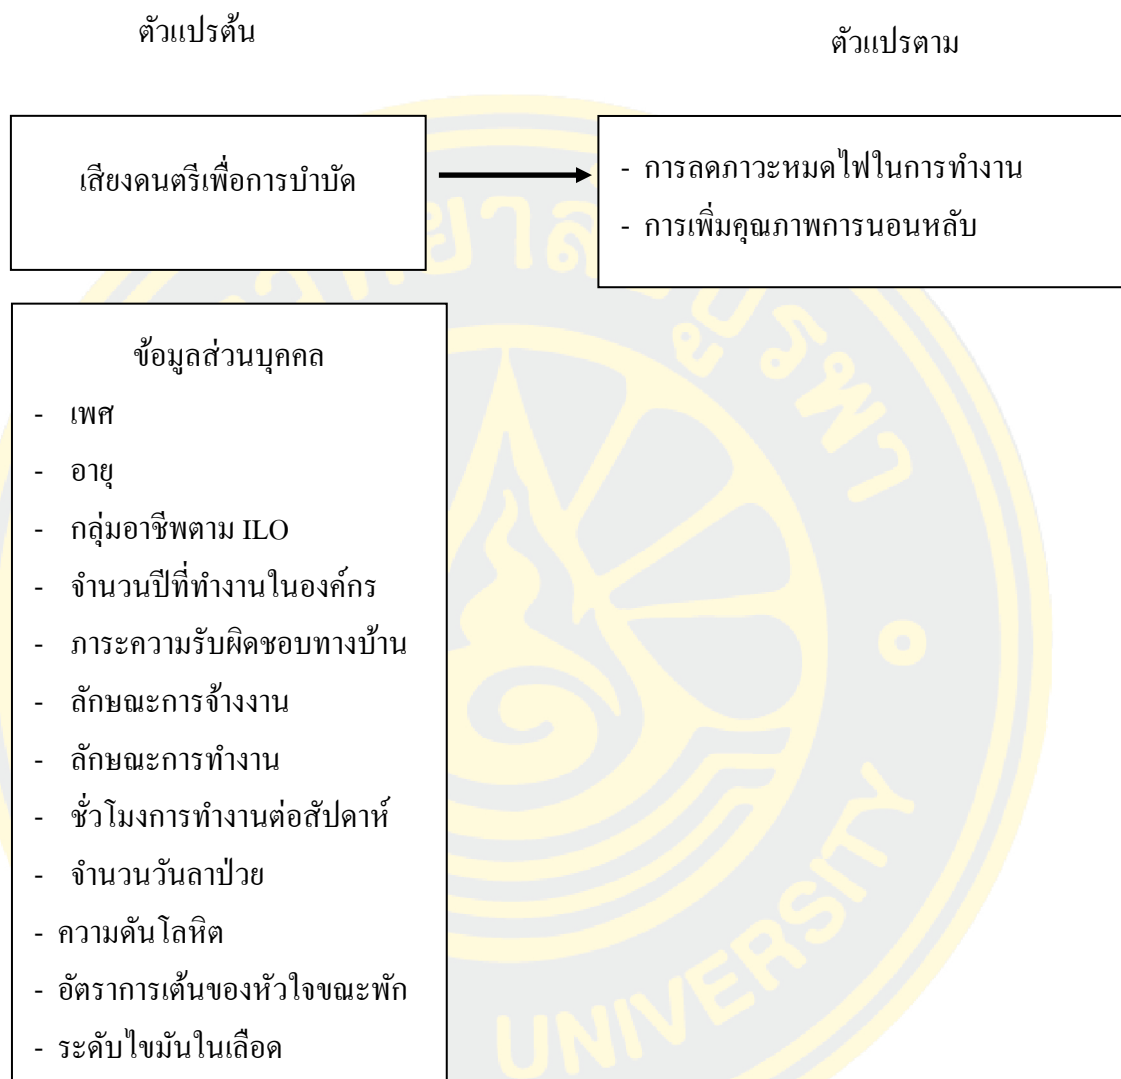 ตัวแปรต้น
ตัวแปรตาม
เสียงดนตรีเพื่อการบำบัด
- การลดภาวะหมดไฟในการทำงาน
- การเพิ่มคุณภาพการนอนหลับ
ข้อมูลส่วนบุคคล
- เพศ
- อายุ
- กลุ่มอาชีพตาม ILO
- จำนวนปีที่ทำงานในองค์กร
- ภาระความรับผิดชอบทางบ้าน
- ลักษณะการจ้างงาน
- ลักษณะการทำงาน
- ชั่วโมงการทำงานต่อสัปดาห์
- จำนวนวันลาป่วย
- ความดันโลหิต
- อัตราการเต้นของหัวใจขณะพัก
- ระดับไขมันในเลือด
UNIVERSITY